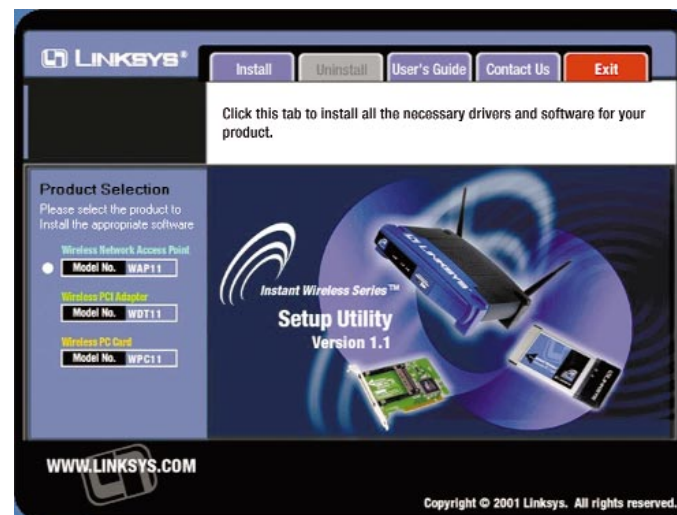 LINKSYS®
Install
Uninstall
User's Guide
Contact Us
Exit
Click this tab to install all the necessary drivers and software for your
product.
Product Selection
Please select the product to
Install the appropriate software
Wireless Network Access Point
Model No. WAP11
Wireless PCI Adapter
Model No. WDT11
Wireless PC Card
Model No. WPC11
Instant Wireless Series™
Setup Utility
Version 1.1
LINKSYS
WWW.LINKSYS.COM
Copyright © 2001 Linksys. All rights reserved.